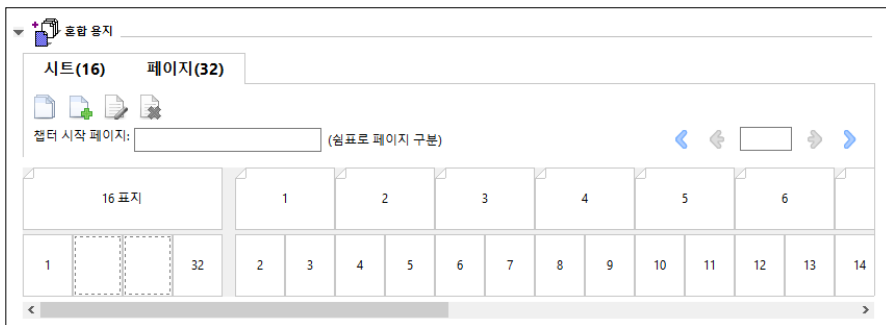 혼합 용지
시트(16) 페이지(32)
챕터 시작 페이지: (쉼표로 페이지 구분)
16 표지 1 2 3 4 5 6
1 32 2 3 4 5 6 7 8 9 10 11 12 13 14